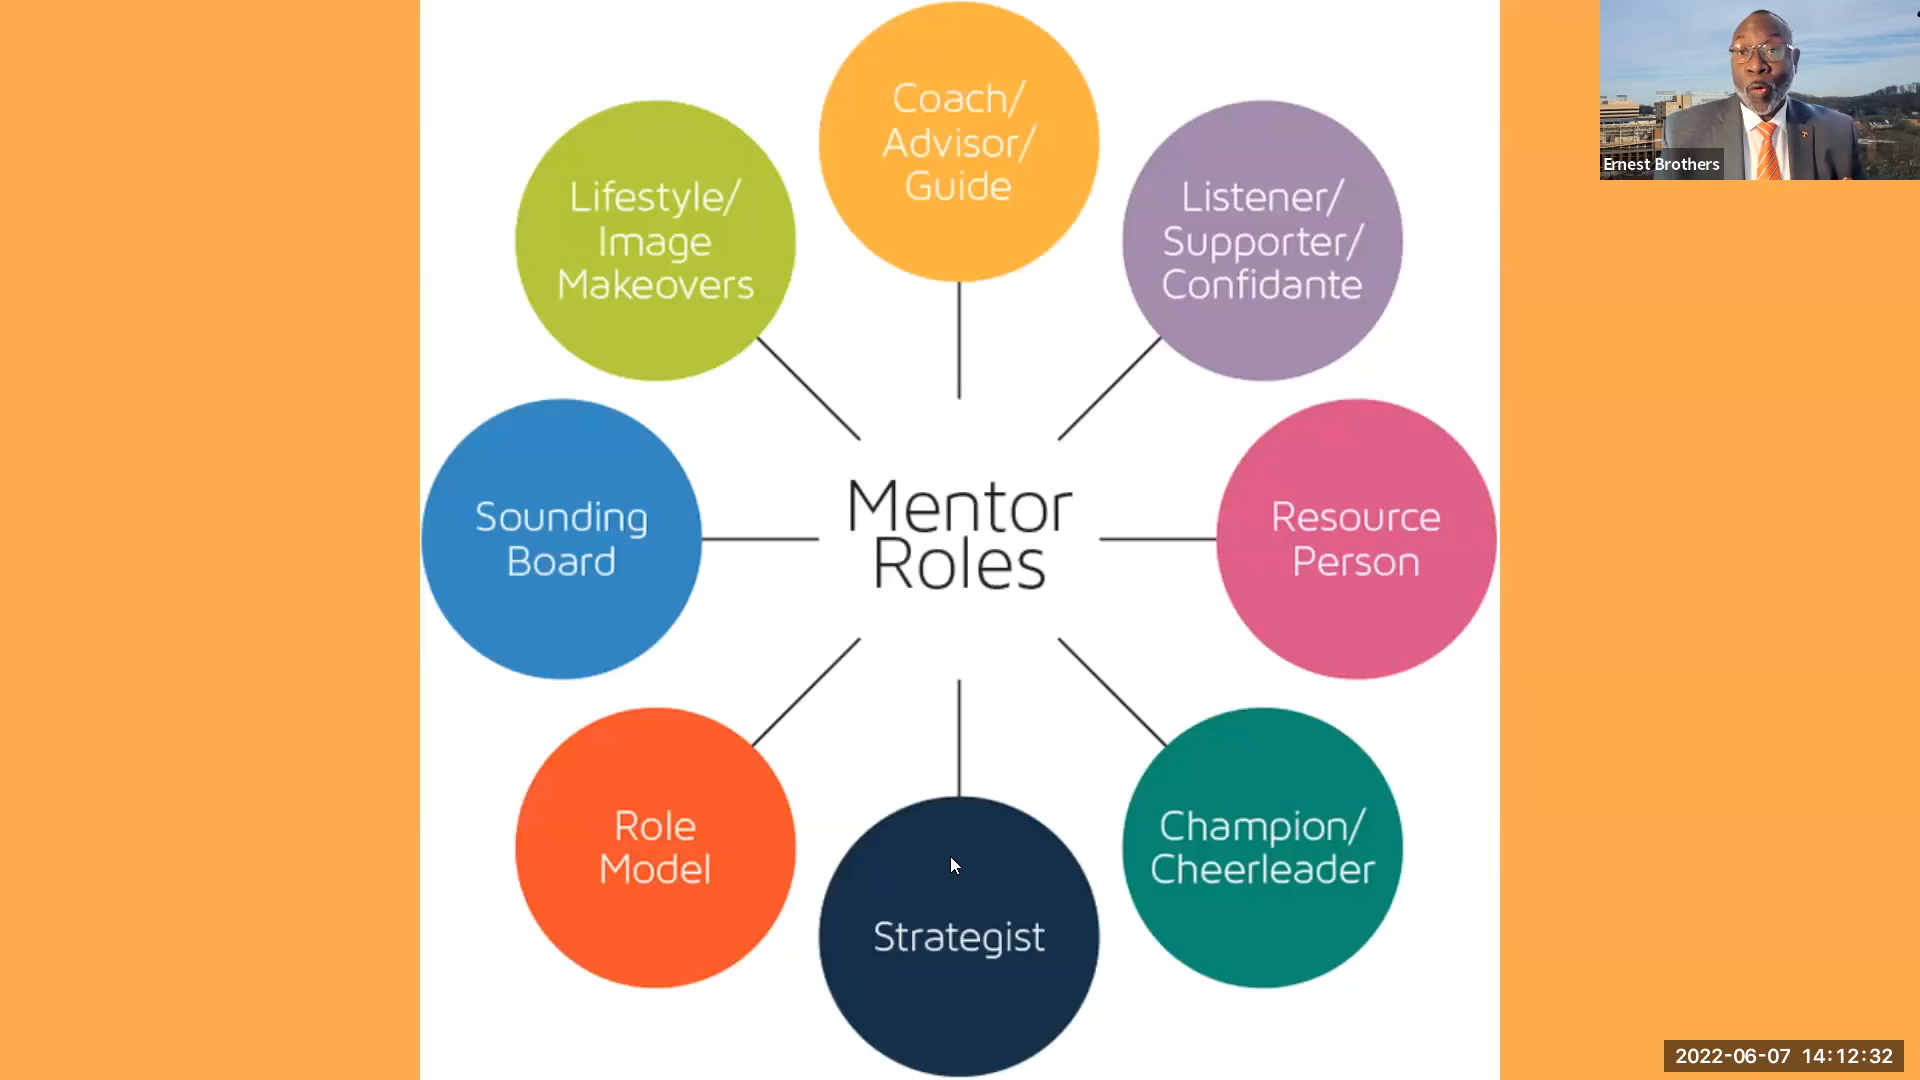 Coach/
Advisor/
Guide
Lifestyle/
Image
Makeovers
Listener/
Supporter/
Confidante
Ernest Brothers
Sounding
Board
Mentor
Roles
Resource
Person
Role
Model
Strategist
Champion/
Cheerleader
2022-06-07 14:12:32